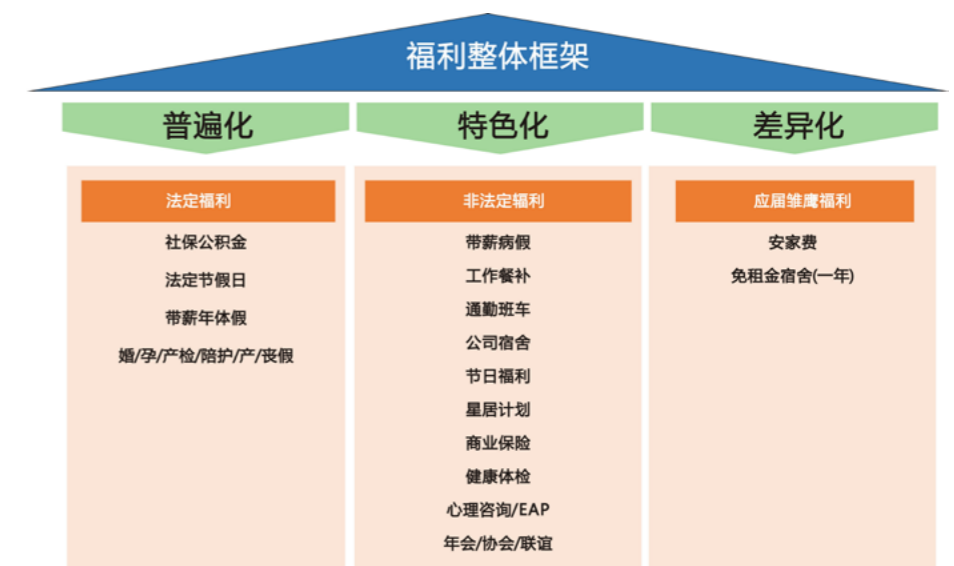 福利整体框架
普遍化
特色化
差异化
法定福利
社保公积金
法定节假日
带薪年体假
婚/孕/产检/陪护/产/丧假
非法定辐利
带薪病假
工作餐补
通勤班车
公司宿舍
节日福利
星居计划
商业保险
健康体检
心理咨询/EAP
年会/协会/联谊
应届雏鹰福利
安家费
免租金宿舍(一年)